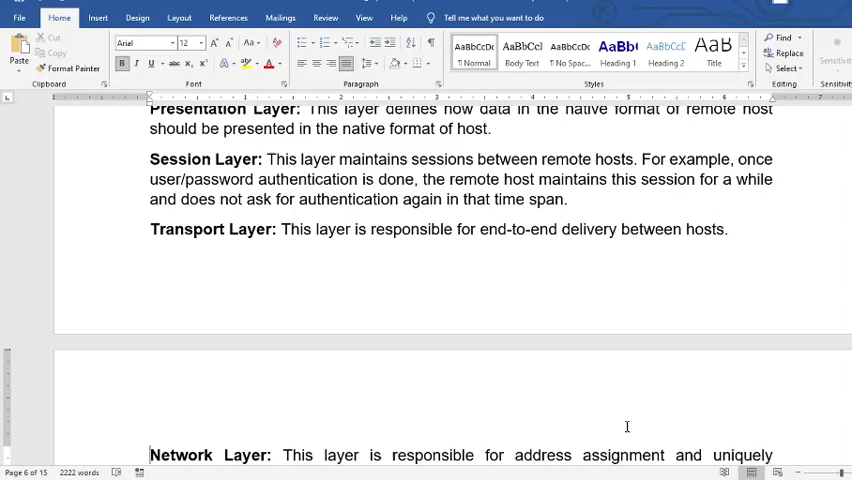 File Home Insert Design Layout References Mailings Review View Help Tell me what you want to do
Cut
Copy
Paste
Format Painter
Clipboard
Arial 12
Font
Paragraph
AaBbCcDc AaBbCcl AaBbCcDc AaBb( AaBbCcD AaB
¶ Normal Body Text ¶ No Spac... Heading 1 Heading 2 Title
Styles
Find
Replace
Select
Editing
Sensitivity
Sensitivity
Presentation Layer: This layer defines how data in the native format of remote host
should be presented in the native format of host.
Session Layer: This layer maintains sessions between remote hosts. For example, once
user/password authentication is done, the remote host maintains this session for a while
and does not ask for authentication again in that time span.
Transport Layer: This layer is responsible for end-to-end delivery between hosts.
Network Layer: This layer is responsible for address assignment and uniquely
Page 6 of 15 2222 words